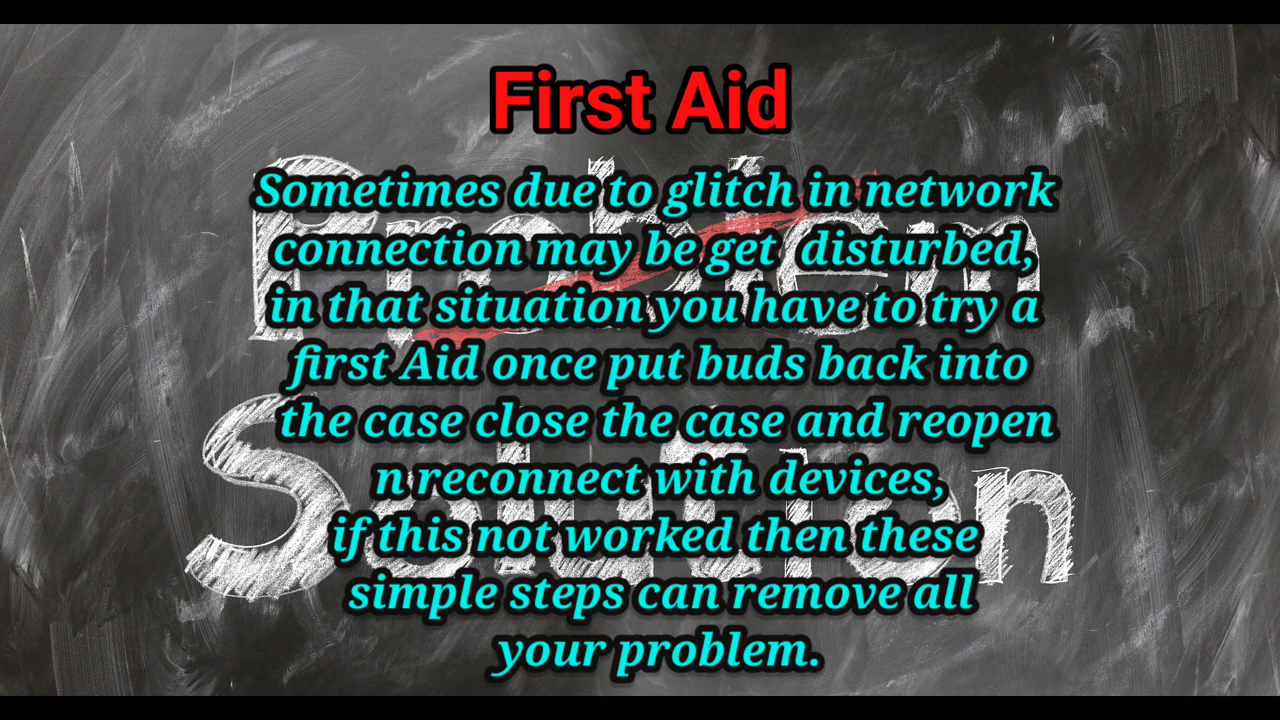 First Aid
Problem
Sometimes due to glitch in network
connection may be get  disturbed,
in that situation you have to try a
first Aid once put buds back into
the case close the case and reopen
Solution
n reconnect with devices,
if this not worked then these
simple steps can remove all
your problem.